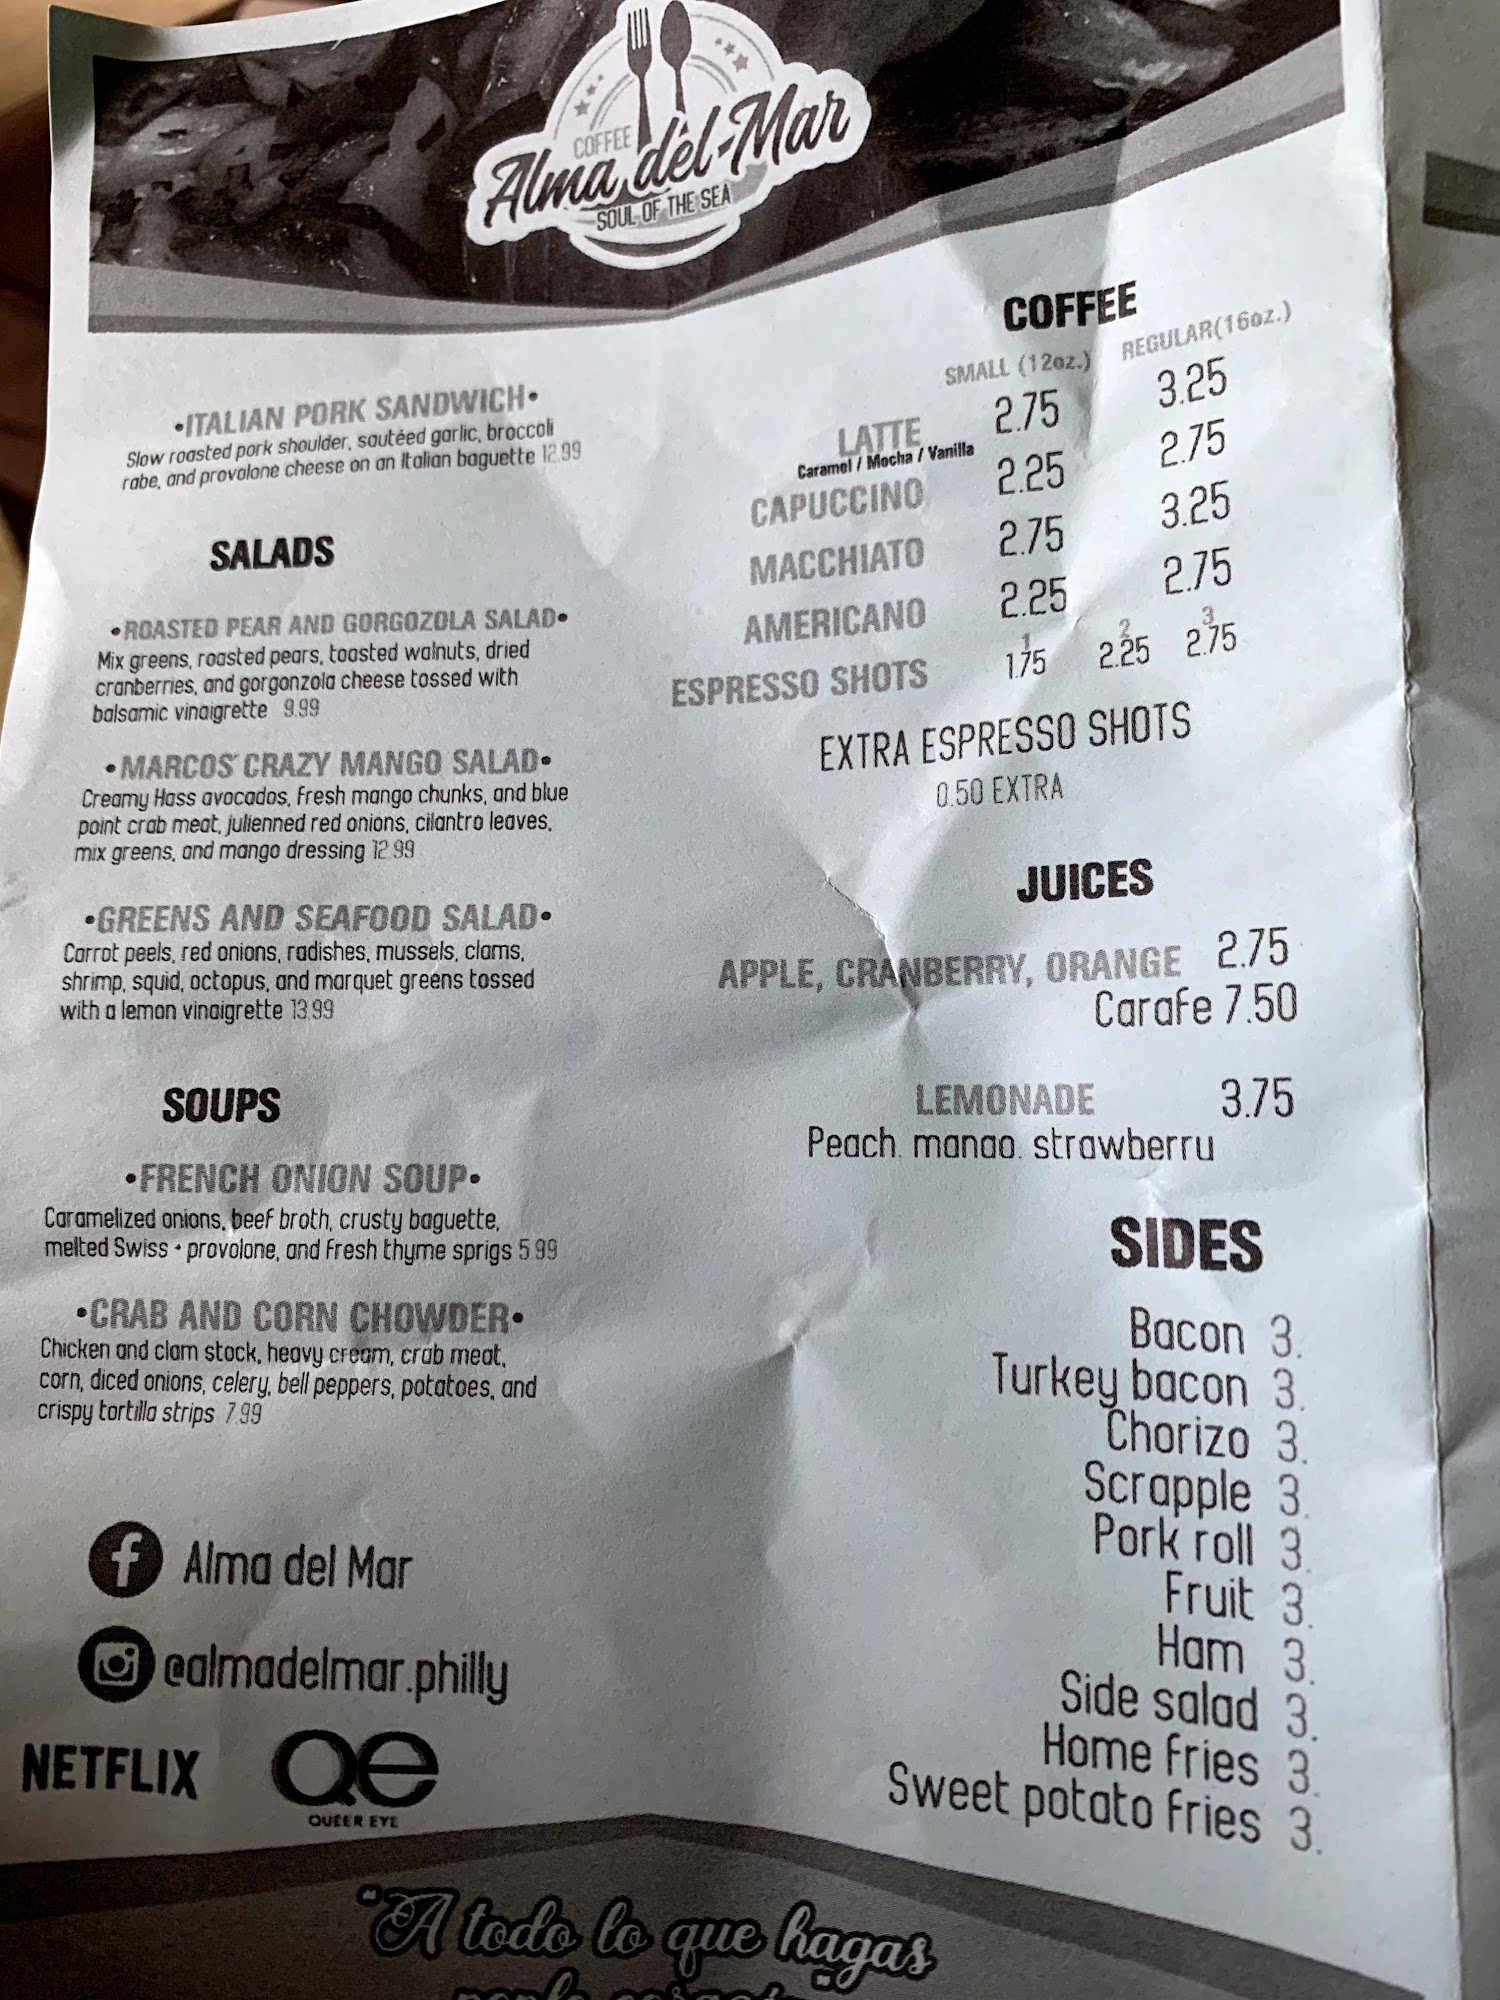 COFFEE
Alma del Mar
SOUL OF THE SEA
•ITALIAN PORK SANDWICH•
Slow roasted pork shoulder, sautéed garlic, broccoli
rabe, and provolone cheese on an Italian baguette 12.99
SALADS
•ROASTED PEAR AND GORGOZOLA SALAD•
Mix greens, roasted pears, toasted walnuts, dried
cranberries, and gorgonzola cheese tossed with
balsamic vinaigrette 9.99
•MARCOS' CRAZY MANGO SALAD•
Creamy Hass avocados, fresh mango chunks, and blue
point crab meat, julienned red onions, cilantro leaves,
mix greens, and mango dressing 12.99
•GREENS AND SEAFOOD SALAD•
Carrot peels, red onions, radishes, mussels, clams,
shrimp, squid, octopus, and marquet greens tossed
with a lemon vinaigrette 13.99
SOUPS
•FRENCH ONION SOUP•
Caramelized onions, beef broth, crusty baguette,
melted Swiss • provolone, and fresh thyme sprigs 5.99
•CRAB AND CORN CHOWDER•
Chicken and clam stock, heavy cream, crab meat,
corn, diced onions, celery, bell peppers, potatoes, and
crispy tortilla strips 7.99
f Alma del Mar
@almadelmar.philly
NETFLIX Qe
QUEER EYE
COFFEE
SMALL (12oz.) REGULAR(16oz.)
LATTE 2.75 3.25
Caramel / Mocha / Vanilla
CAPUCCINO 2.25 2.75
MACCHIATO 2.75 3.25
AMERICANO 2.25 2.75
1 2 3
ESPRESSO SHOTS 1.75 2.25 2.75
EXTRA ESPRESSO SHOTS
0.50 EXTRA
JUICES
APPLE, CRANBERRY, ORANGE 2.75
Carafe 7.50
LEMONADE 3.75
Peach, mango, strawberry
SIDES
Bacon 3.
Turkey bacon 3.
Chorizo 3.
Scrapple 3.
Pork roll 3.
Fruit 3.
Ham 3.
Side salad 3.
Home fries 3.
Sweet potato fries 3.
"A todo lo que hagas